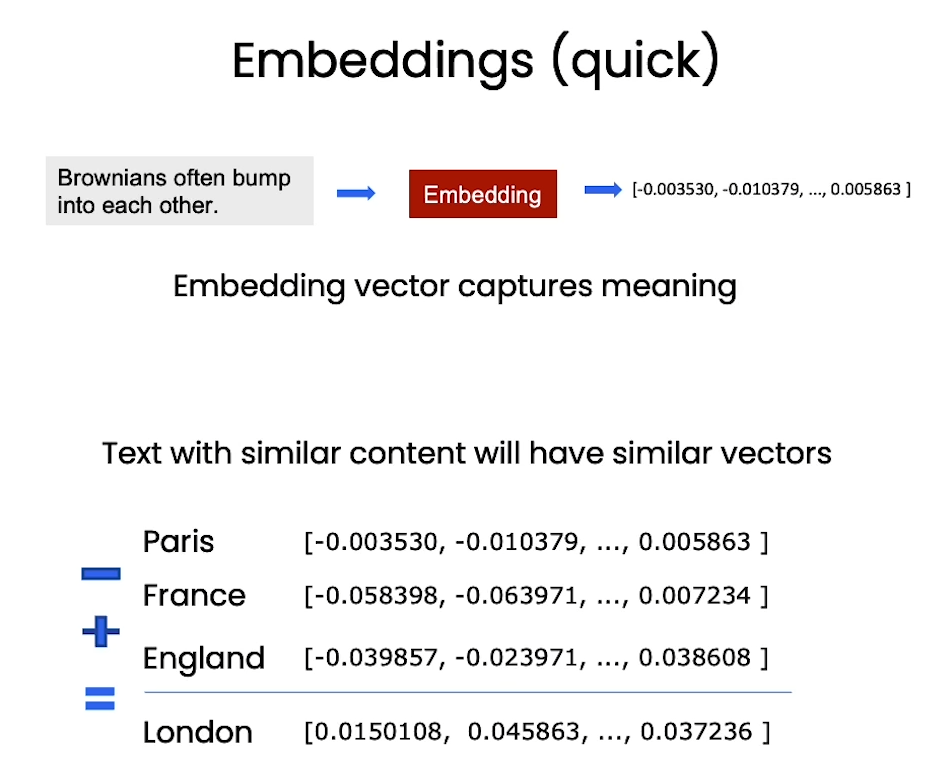 Embeddings (quick)
Brownians often bump
into each other.
Embedding
[-0.003530, -0.010379, ..., 0.005863 ]
Embedding vector captures meaning
Text with similar content will have similar vectors
Paris [-0.003530, -0.010379, ..., 0.005863 ]
−
France [-0.058398, -0.063971, ..., 0.007234 ]
+
England [-0.039857, -0.023971, ..., 0.038608 ]
=
London [0.0150108, 0.045863, ..., 0.037236 ]